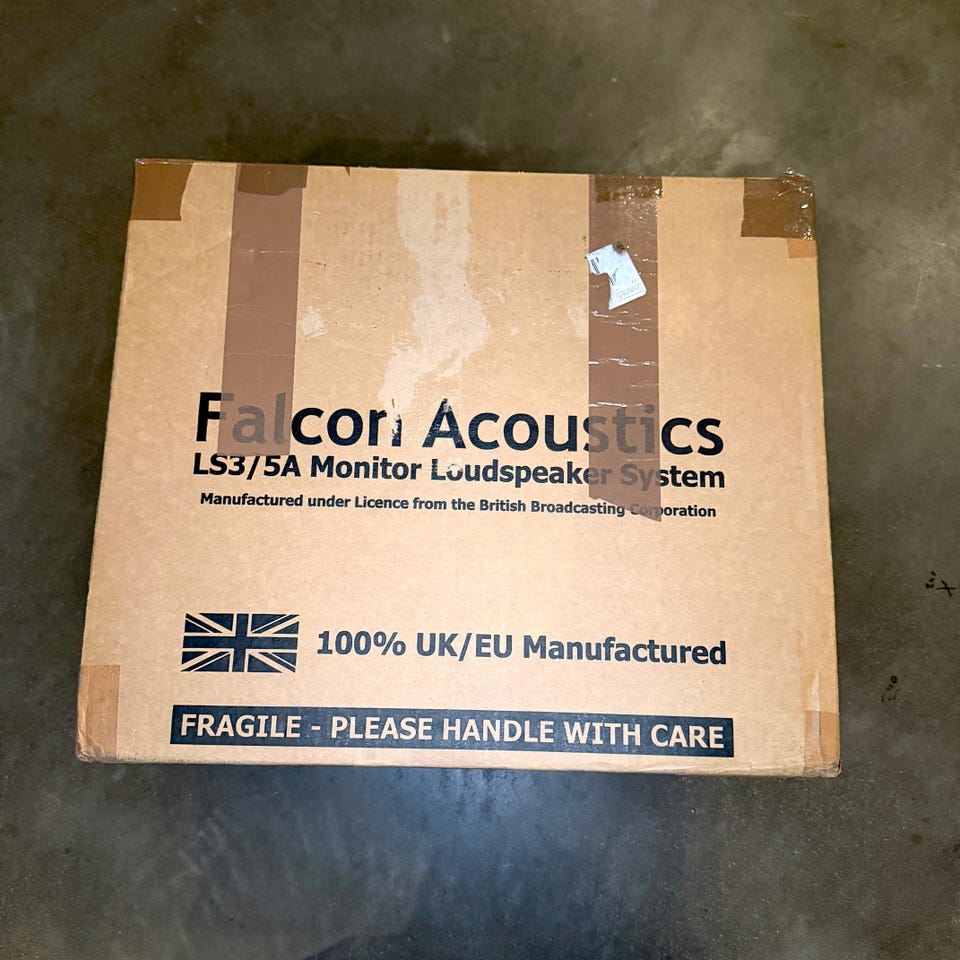 Falcon Acoustics
LS3/5A Monitor Loudspeaker System
Manufactured under Licence from the British Broadcasting Corporation
100% UK/EU Manufactured
FRAGILE - PLEASE HANDLE WITH CARE